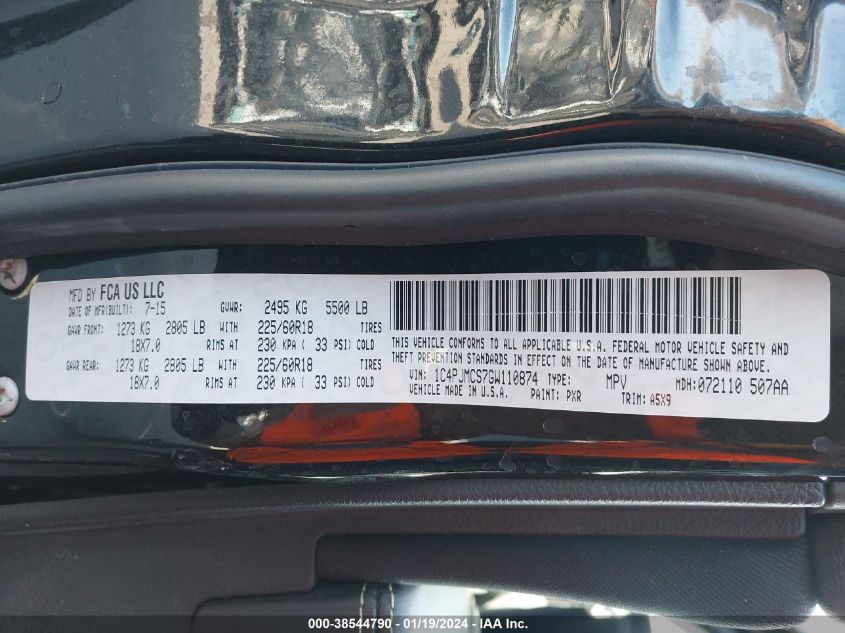 MFD BY FCA US LLC
DATE OF MFR(BUILT): 7-15 GVWR: 2495 KG 5500 LB
GAWR FRONT: 1273 KG 2805 LB WITH 225/60R18 TIRES
18X7.0 RIMS AT 230 KPA ( 33 PSI) COLD
GAWR REAR: 1273 KG 2805 LB WITH 225/60R18 TIRES
18X7.0 RIMS AT 230 KPA ( 33 PSI) COLD
THIS VEHICLE CONFORMS TO ALL APPLICABLE U.S.A. FEDERAL MOTOR VEHICLE SAFETY AND
THEFT PREVENTION STANDARDS IN EFFECT ON THE DATE OF MANUFACTURE SHOWN ABOVE.
VIN: 1C4PJMCS7GW110874 TYPE: MPV MDH: 072110 507AA
VEHICLE MADE IN U.S.A. PAINT: PXR TRIM: A5X9
000-38544790 - 01/19/2024 - IAA Inc.